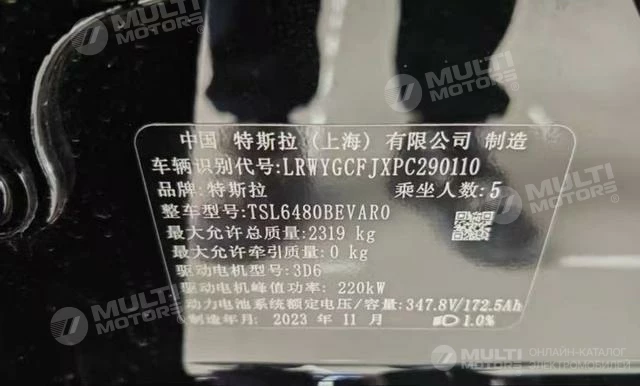 MULTI MOTORS
MULTI MOTORS
MULTI MOTORS
中国 特斯拉 (上海) 有限公司 制造
车辆识别代号:LRWYGCFJXPC290110
品牌:特斯拉 乘坐人数:5
整车型号:TSL6480BEVAR0
最大允许总质量:2319 kg
最大允许牵引质量:0 kg
驱动电机型号:3D6
驱动电机峰值功率: 220kW
动力电池系统额定电压/容量:347.8V/172.5Ah
制造年月: 2023 年 11 月 1.0%
MULTI MOTORS
MULTI MOTORS
ОНЛАЙН-КАТАЛОГ ЭЛЕКТРОМОБИЛЕЙ